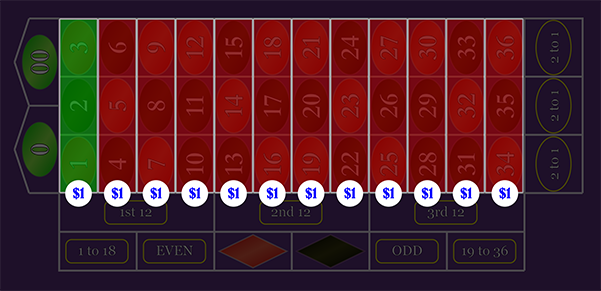 00 3 6 9 12 15 18 21 24 27 30 33 36 2 to 1
2 5 8 11 14 17 20 23 26 29 32 35 2 to 1
0 1 4 7 10 13 16 19 22 25 28 31 34 2 to 1
$1 $1 $1 $1 $1 $1 $1 $1 $1 $1 $1 $1
1st 12 2nd 12 3rd 12
1 to 18 EVEN ODD 19 to 36